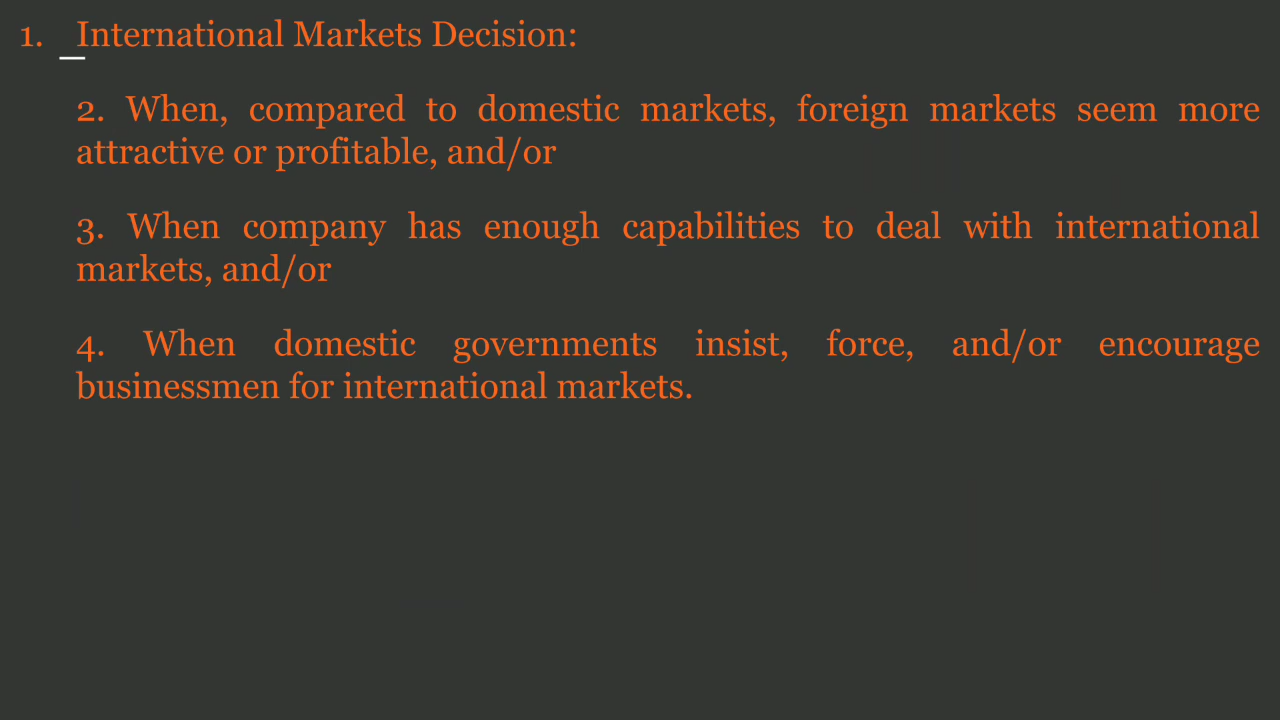 1. International Markets Decision:
2. When, compared to domestic markets, foreign markets seem more
attractive or profitable, and/or
3. When company has enough capabilities to deal with international
markets, and/or
4. When domestic governments insist, force, and/or encourage
businessmen for international markets.